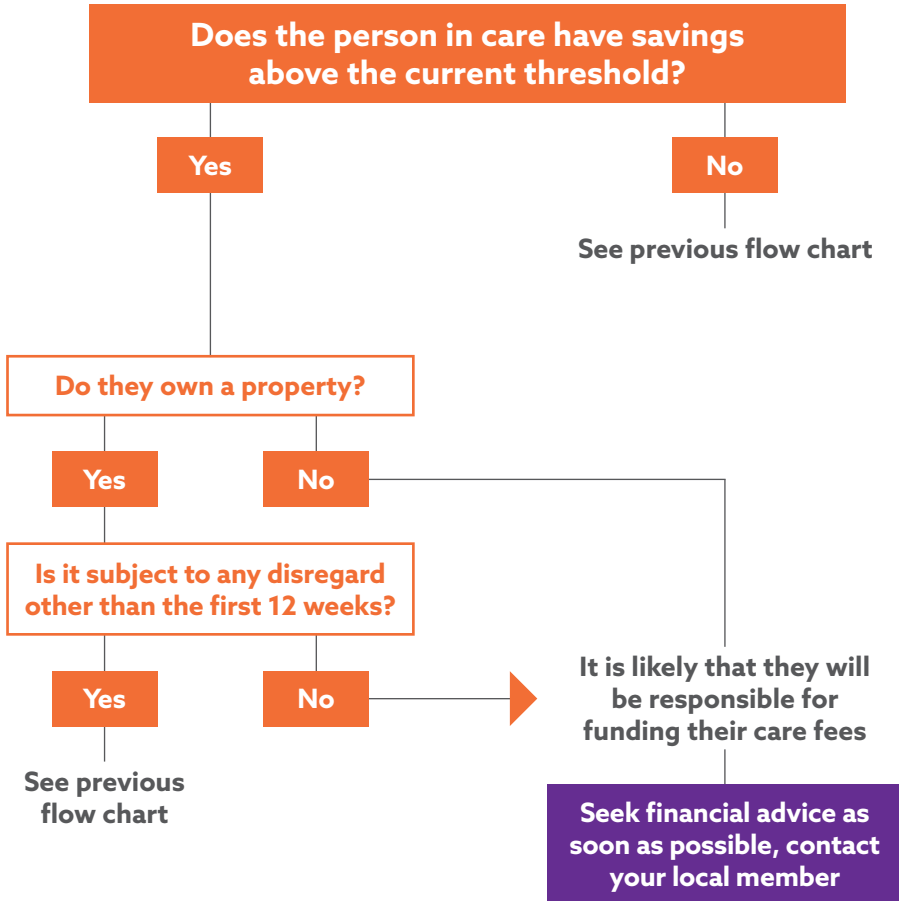 Does the person in care have savings
above the current threshold?
Yes
No
See previous flow chart
Do they own a property?
Yes
No
Is it subject to any disregard
other than the first 12 weeks?
Yes
No
See previous
flow chart
It is likely that they will
be responsible for
funding their care fees
Seek financial advice as
soon as possible, contact
your local member